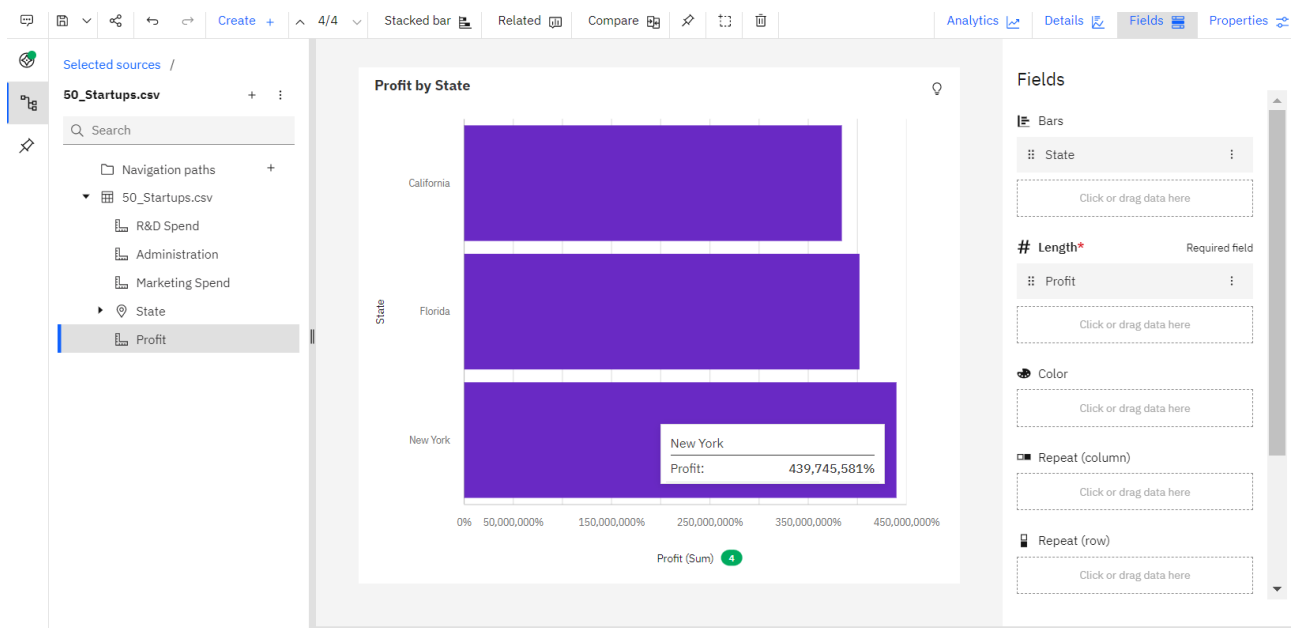 Create +
4/4
Stacked bar
Related
Compare
Analytics
Details
Fields
Properties
Selected sources /
50_Startups.csv
Search
Navigation paths +
50_Startups.csv
R&D Spend
Administration
Marketing Spend
State
Profit
Profit by State
State
California
Florida
New York
New York
Profit: 439,745,581%
0% 50,000,000% 150,000,000% 250,000,000% 350,000,000% 450,000,000%
Profit (Sum) 4
Fields
Bars
State
Click or drag data here
# Length* Required field
Profit
Click or drag data here
Color
Click or drag data here
Repeat (column)
Click or drag data here
Repeat (row)
Click or drag data here